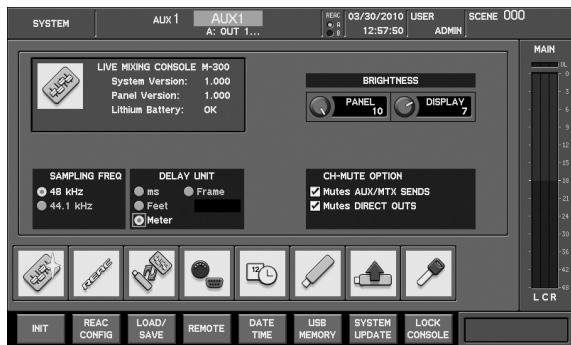 SYSTEM
AUX 1
AUX1
A: OUT 1...
REAC
A
B
03/30/2010
12:57:50
USER
ADMIN
SCENE 000
MAIN
LIVE MIXING CONSOLE M-300
System Version: 1.000
Panel Version: 1.000
Lithium Battery: OK
BRIGHTNESS
PANEL
10
DISPLAY
7
SAMPLING FREQ
48 kHz
44.1 kHz
DELAY UNIT
ms
Frame
Feet
Meter
CH-MUTE OPTION
Mutes AUX/MTX SENDS
Mutes DIRECT OUTS
OL
0
3
6
9
12
15
18
21
30
36
42
48
L C R
REAC
12
INIT
REAC CONFIG
LOAD/ SAVE
REMOTE
DATE TIME
USB MEMORY
SYSTEM UPDATE
LOCK CONSOLE